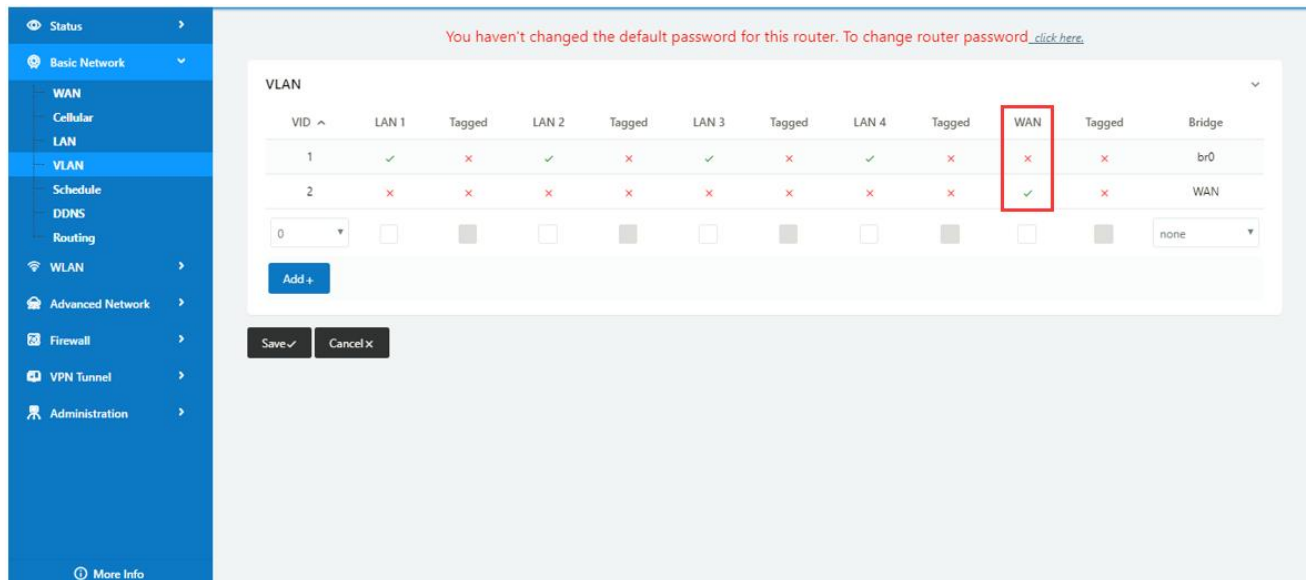 Status
Basic Network
WAN
Cellular
LAN
VLAN
Schedule
DDNS
Routing
WLAN
Advanced Network
Firewall
VPN Tunnel
Administration
More Info
You haven't changed the default password for this router. To change router password click here.
VLAN
VID LAN 1 Tagged LAN 2 Tagged LAN 3 Tagged LAN 4 Tagged WAN Tagged Bridge
1 ✓ × ✓ × ✓ × ✓ × × × br0
2 × × × × × × × × ✓ × WAN
0 none
Add +
Save ✓ Cancel ×